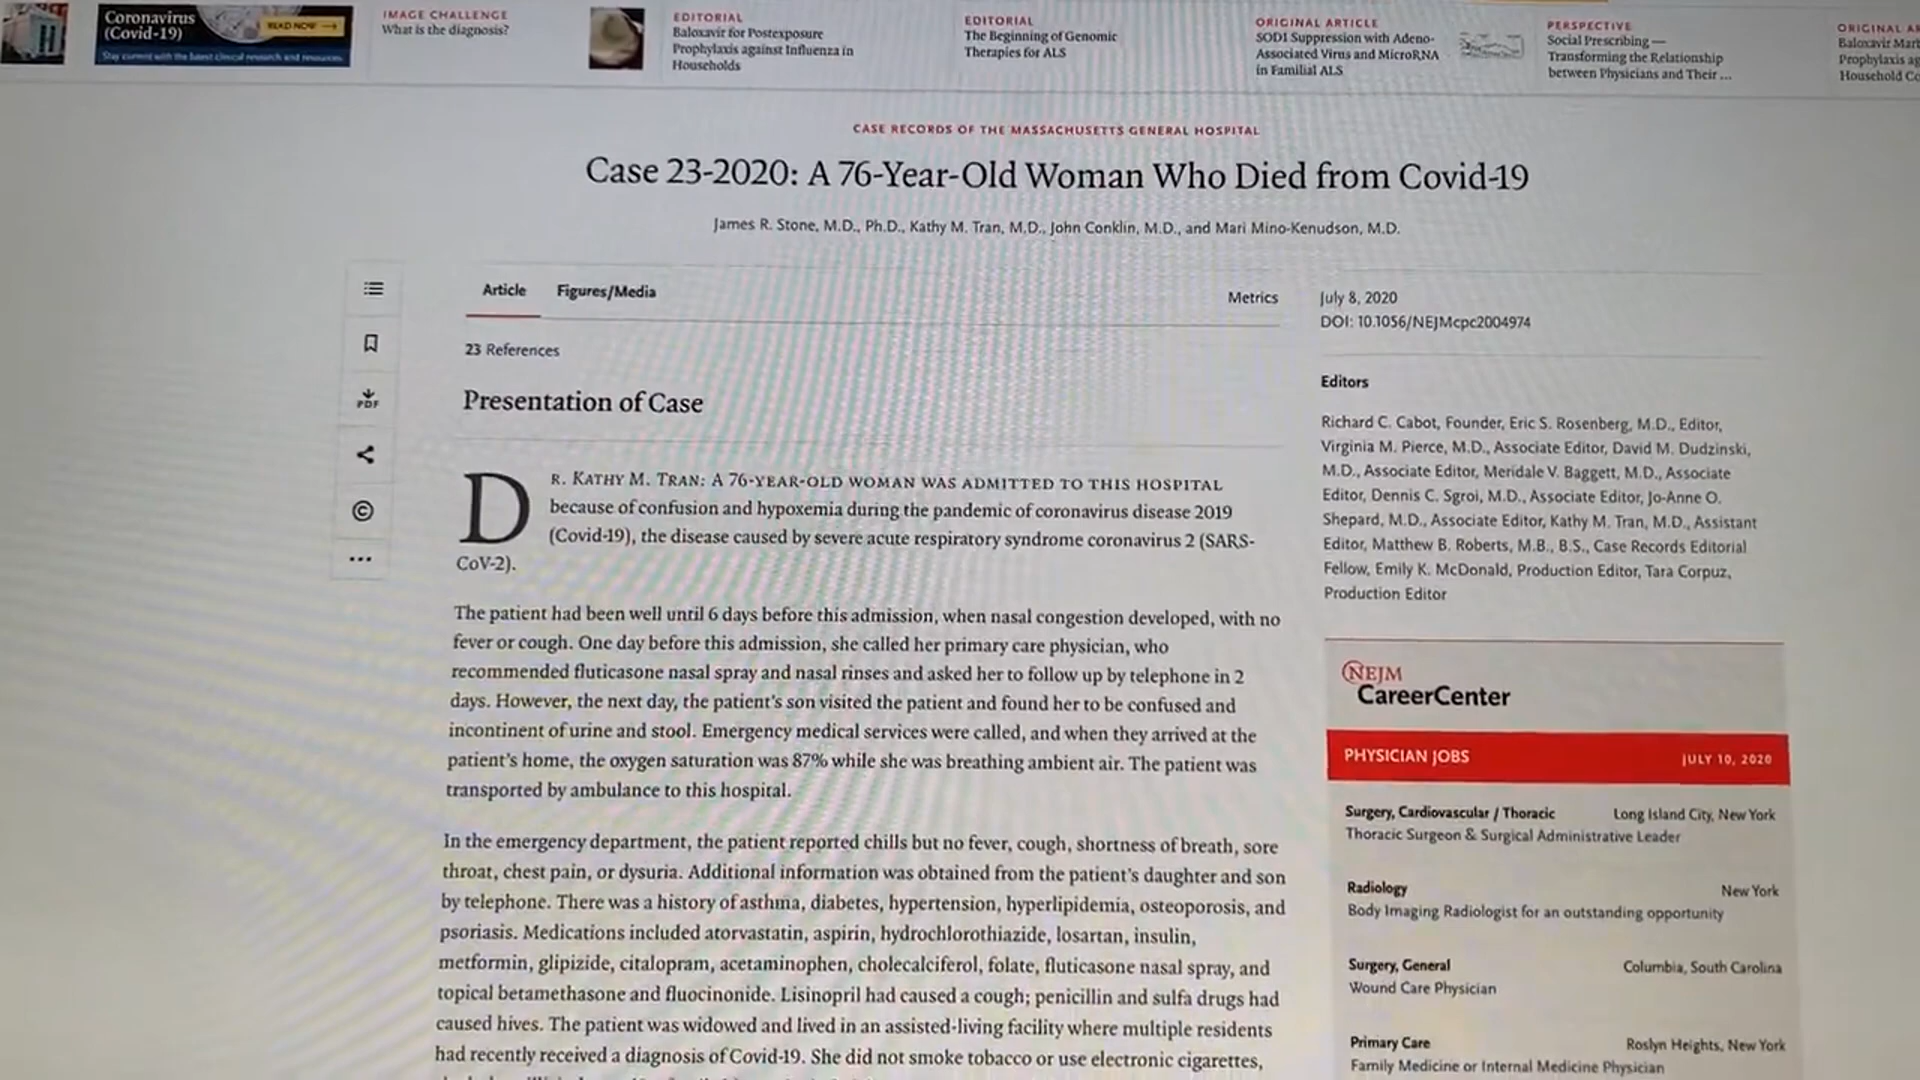 Coronavirus
(Covid-19)
READ NOW
Stay current with the latest clinical research and resources.
IMAGE CHALLENGE
What is the diagnosis?
EDITORIAL
Baloxavir for Postexposure
Prophylaxis against Influenza in
Households
EDITORIAL
The Beginning of Genomic
Therapies for ALS
ORIGINAL ARTICLE
SOD1 Suppression with Adeno-
Associated Virus and MicroRNA
in Familial ALS
PERSPECTIVE
Social Prescribing —
Transforming the Relationship
between Physicians and Their ...
ORIGINAL
Baloxavir
Prophylaxis
Household
CASE RECORDS OF THE MASSACHUSETTS GENERAL HOSPITAL
Case 23-2020: A 76-Year-Old Woman Who Died from Covid-19
James R. Stone, M.D., Ph.D., Kathy M. Tran, M.D., John Conklin, M.D., and Mari Mino-Kenudson, M.D.
Article Figures/Media Metrics
23 References
Presentation of Case
PDF
DR. KATHY M. TRAN: A 76-YEAR-OLD WOMAN WAS ADMITTED TO THIS HOSPITAL
because of confusion and hypoxemia during the pandemic of coronavirus disease 2019
(Covid-19), the disease caused by severe acute respiratory syndrome coronavirus 2 (SARS-
CoV-2).
The patient had been well until 6 days before this admission, when nasal congestion developed, with no
fever or cough. One day before this admission, she called her primary care physician, who
recommended fluticasone nasal spray and nasal rinses and asked her to follow up by telephone in 2
days. However, the next day, the patient's son visited the patient and found her to be confused and
incontinent of urine and stool. Emergency medical services were called, and when they arrived at the
patient's home, the oxygen saturation was 87% while she was breathing ambient air. The patient was
transported by ambulance to this hospital.
In the emergency department, the patient reported chills but no fever, cough, shortness of breath, sore
throat, chest pain, or dysuria. Additional information was obtained from the patient's daughter and son
by telephone. There was a history of asthma, diabetes, hypertension, hyperlipidemia, osteoporosis, and
psoriasis. Medications included atorvastatin, aspirin, hydrochlorothiazide, losartan, insulin,
metformin, glipizide, citalopram, acetaminophen, cholecalciferol, folate, fluticasone nasal spray, and
topical betamethasone and fluocinonide. Lisinopril had caused a cough; penicillin and sulfa drugs had
caused hives. The patient was widowed and lived in an assisted-living facility where multiple residents
had recently received a diagnosis of Covid-19. She did not smoke tobacco or use electronic cigarettes,
July 8, 2020
DOI: 10.1056/NEJMcpc2004974
Editors
Richard C. Cabot, Founder, Eric S. Rosenberg, M.D., Editor,
Virginia M. Pierce, M.D., Associate Editor, David M. Dudzinski,
M.D., Associate Editor, Meridale V. Baggett, M.D., Associate
Editor, Dennis C. Sgroi, M.D., Associate Editor, Jo-Anne O.
Shepard, M.D., Associate Editor, Kathy M. Tran, M.D., Assistant
Editor, Matthew B. Roberts, M.B., B.S., Case Records Editorial
Fellow, Emily K. McDonald, Production Editor, Tara Corpuz,
Production Editor
NEJM
CareerCenter
PHYSICIAN JOBS JULY 10, 2020
Surgery, Cardiovascular / Thoracic Long Island City, New York
Thoracic Surgeon & Surgical Administrative Leader
Radiology New York
Body Imaging Radiologist for an outstanding opportunity
Surgery, General Columbia, South Carolina
Wound Care Physician
Primary Care Roslyn Heights, New York
Family Medicine or Internal Medicine Physician